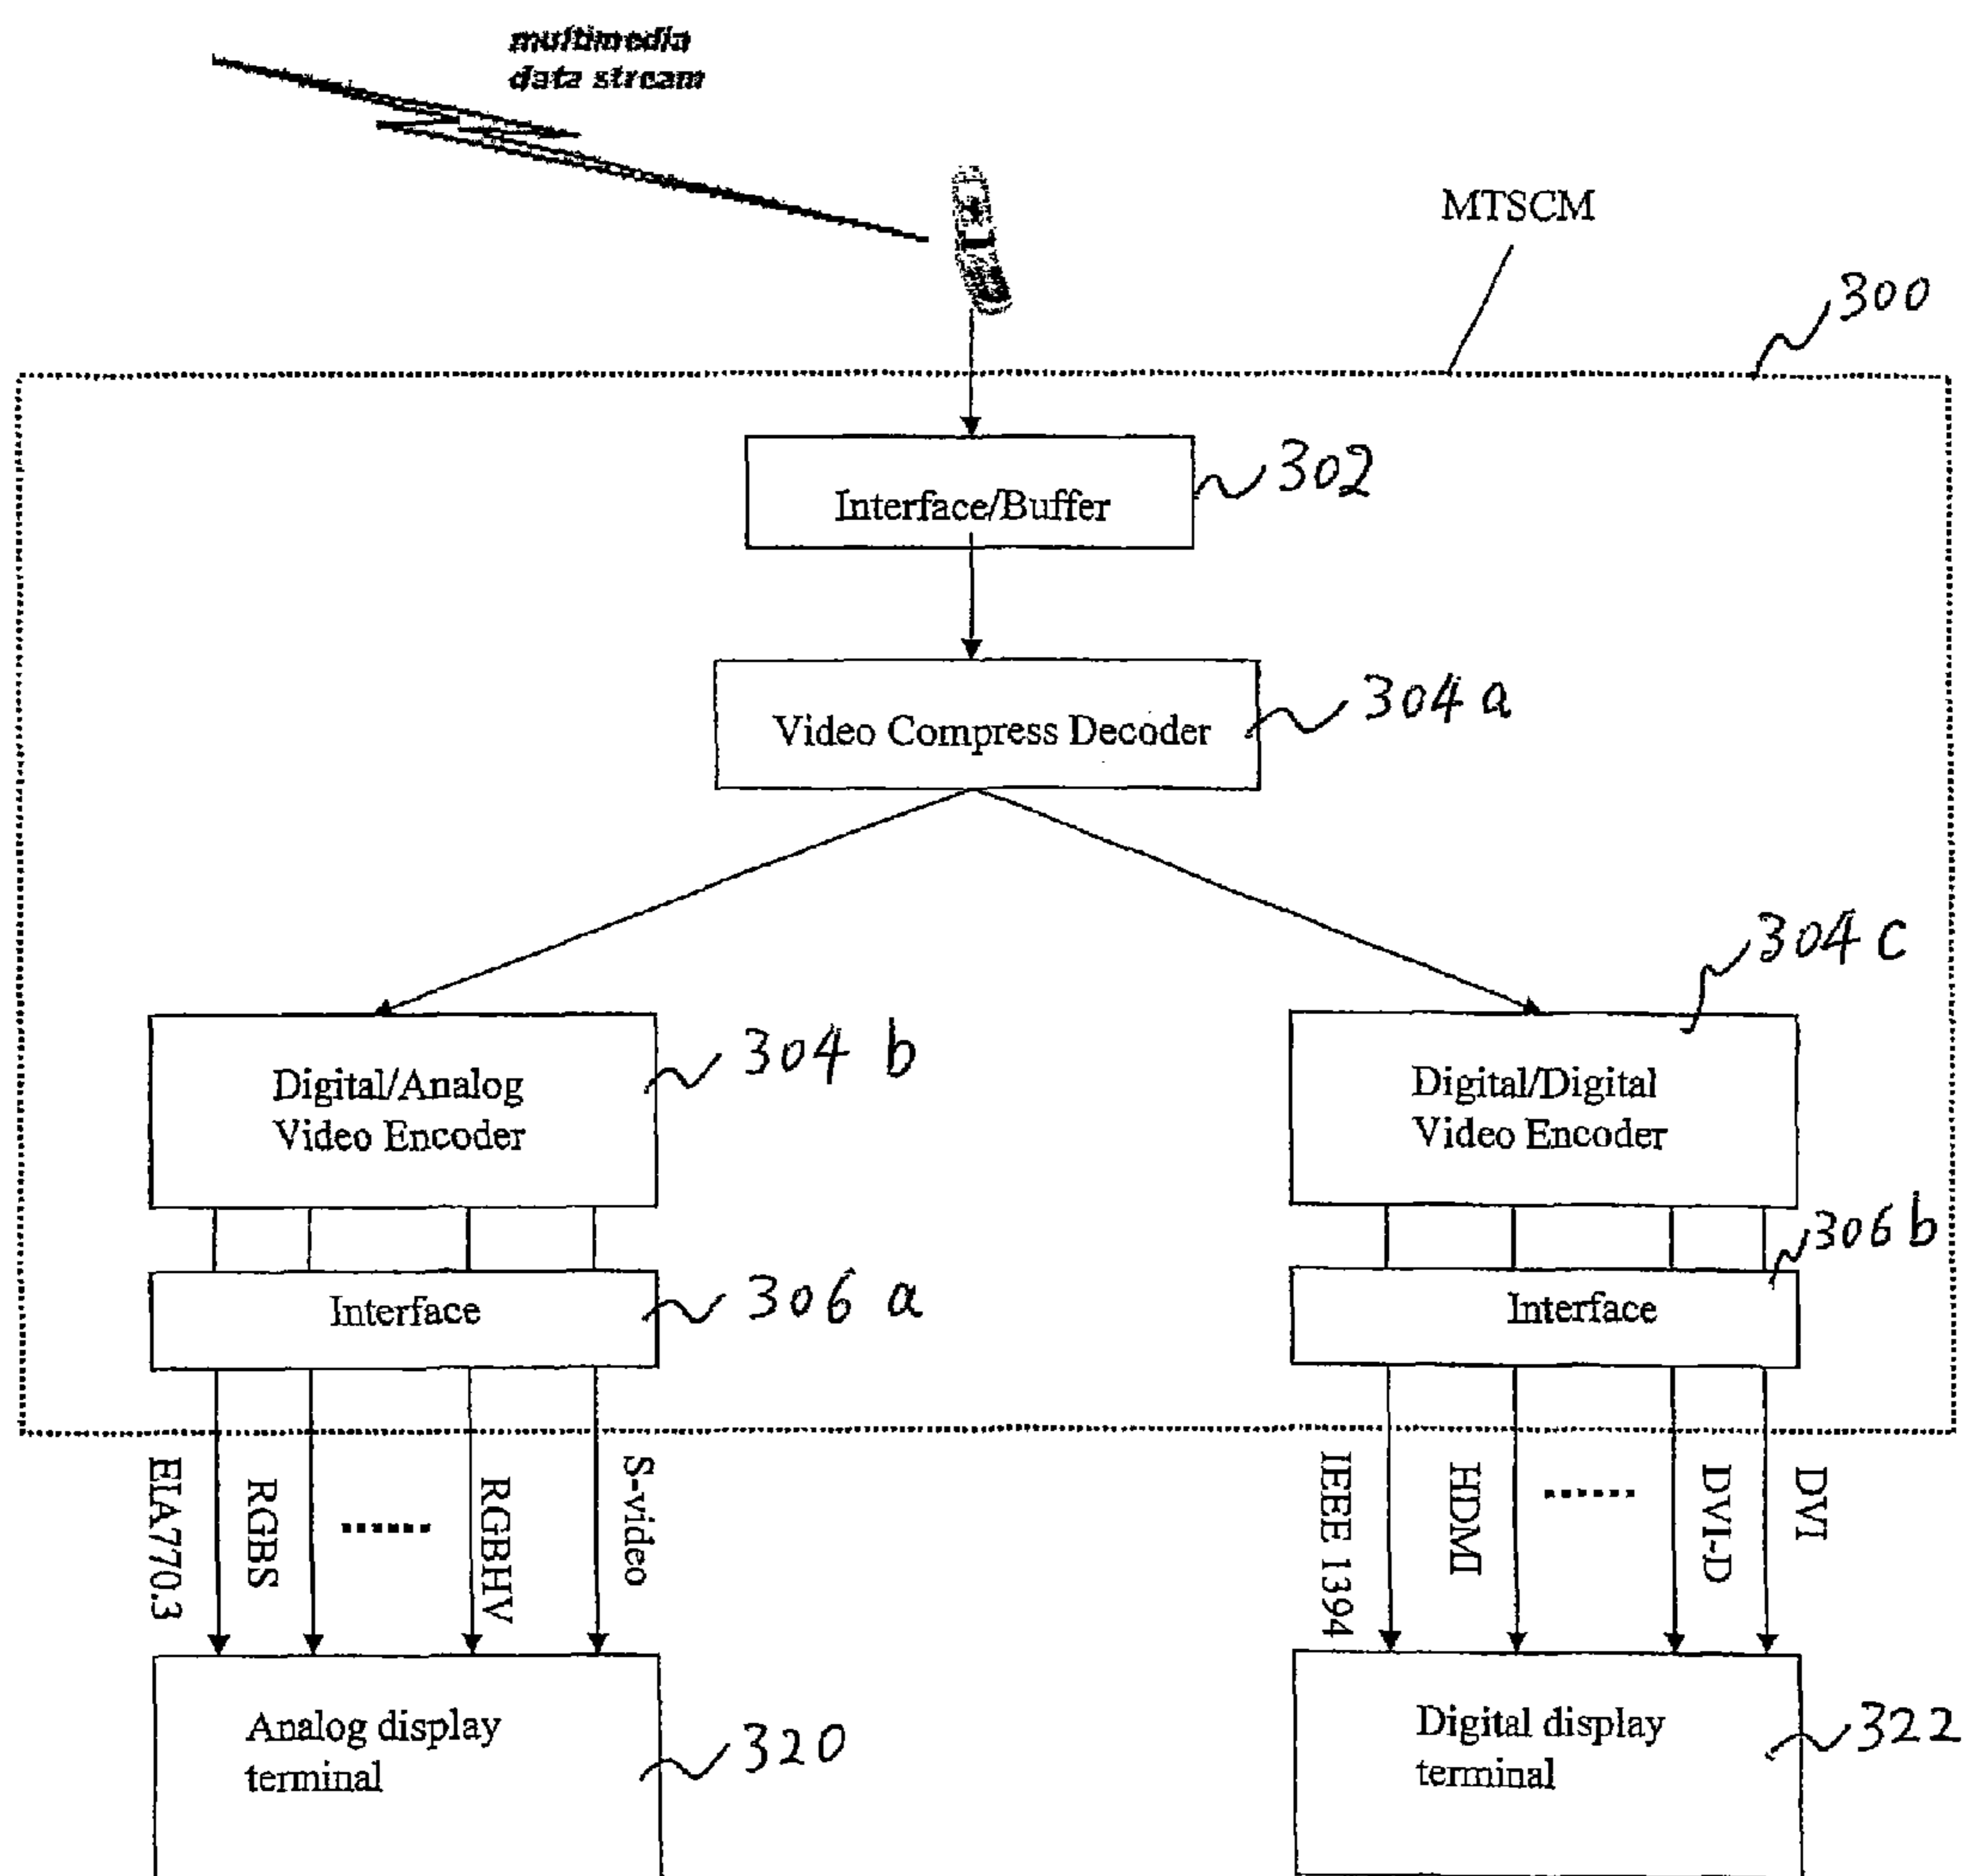 multimedia
data stream
MTSCM
300
Interface/Buffer
302
Video Compress Decoder
304a
Digital/Analog
Video Encoder
304 b
Digital/Digital
Video Encoder
304 c
Interface
306 a
Interface
306 b
EIA770.3
RGBS
......
RGBHV
S-video
IEEE 1394
HDMI
......
DVI-D
DVI
Analog display
terminal
320
Digital display
terminal
322